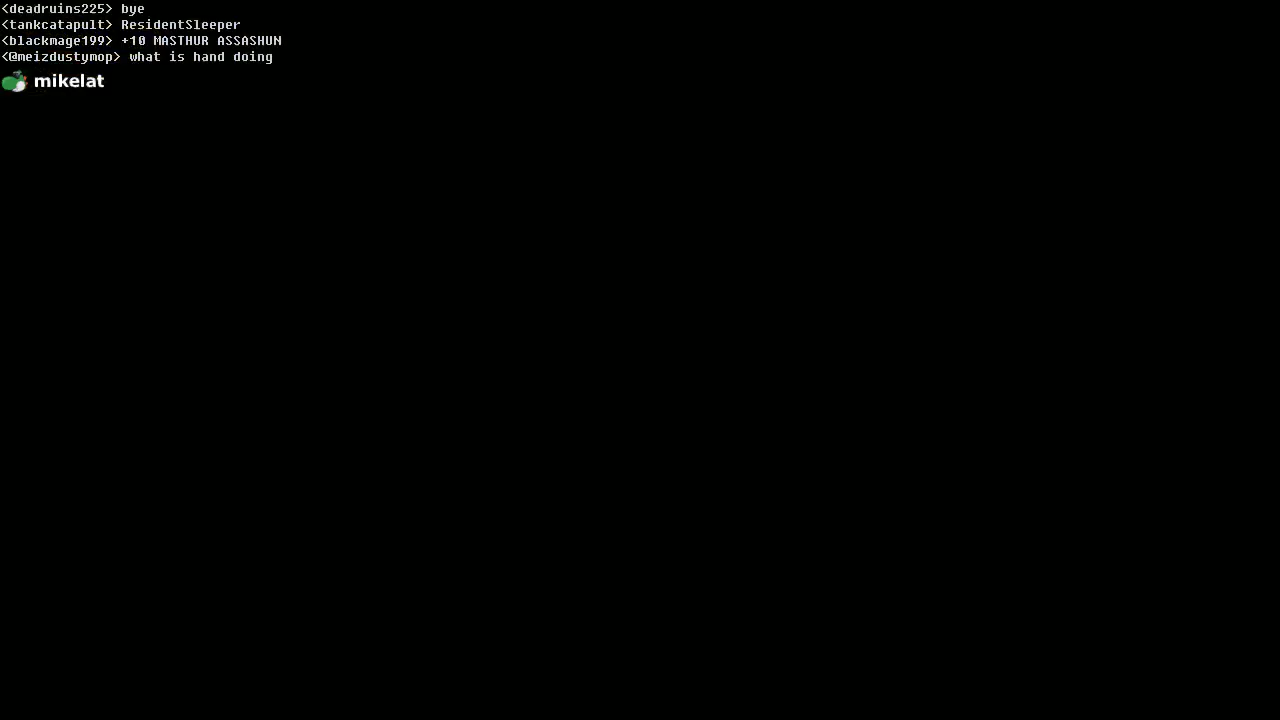 <deadruins225> bye
<tankcatapult> ResidentSleeper
<blackmage199> +10 MASTHUR ASSASHUN
<@meizdustymop> what is hand doing
mikelat